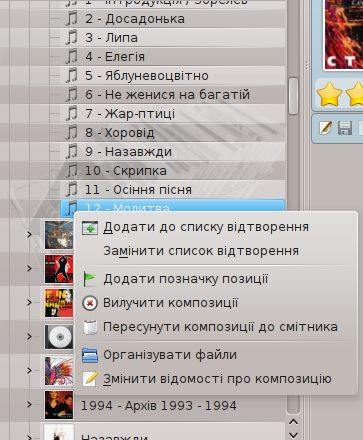 1 - Інтродукція / Зорепев
2 - Досадонька
3 - Липа
4 - Елегія
5 - Яблуневоцвітно
6 - Не женися на багатій
7 - Жар-птиці
8 - Хоровід
9 - Назавжди
10 - Скрипка
11 - Осіння пісня
12 - Молитва
Додати до списку відтворення
Замінити список відтворення
Додати позначку позиції
Вилучити композиції
Пересунути композиції до смітника
Організувати файли
Змінити відомості про композицію
1994 - Архів 1993 - 1994
Назавжди